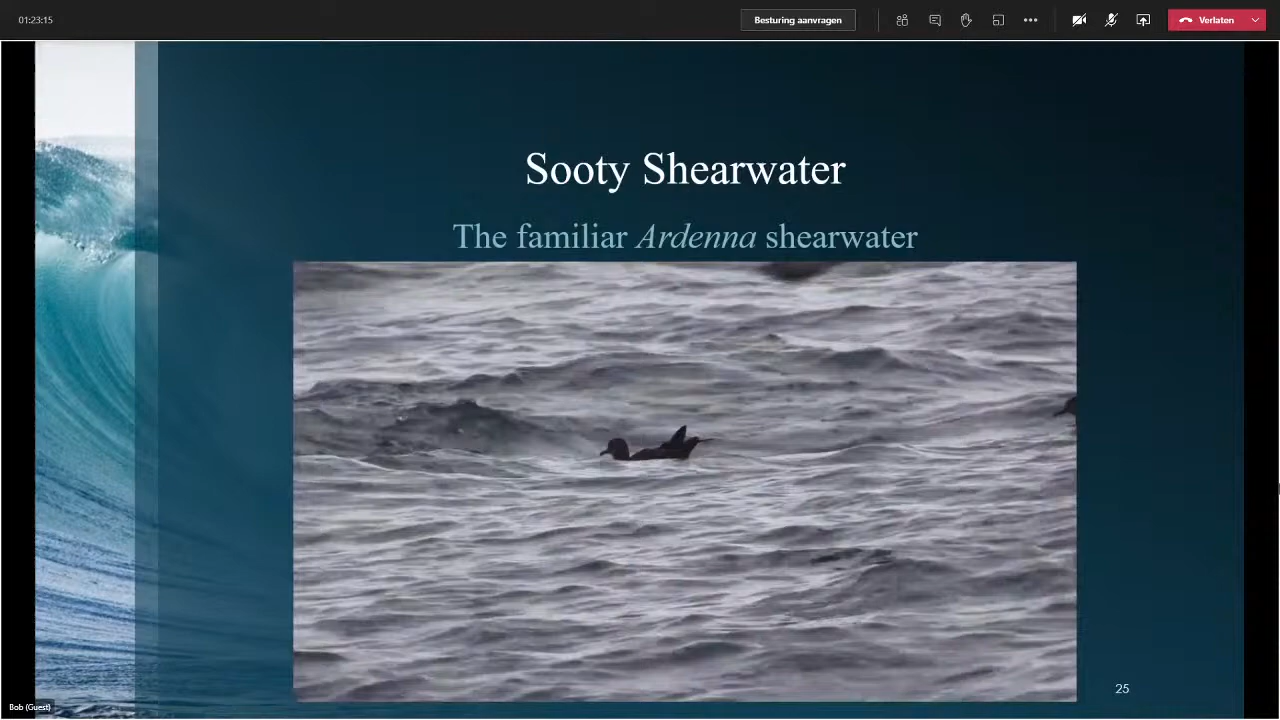 01:23:15
Besturing aanvragen
Verlaten
Sooty Shearwater
The familiar Ardenna shearwater
25
Bob (Guest)